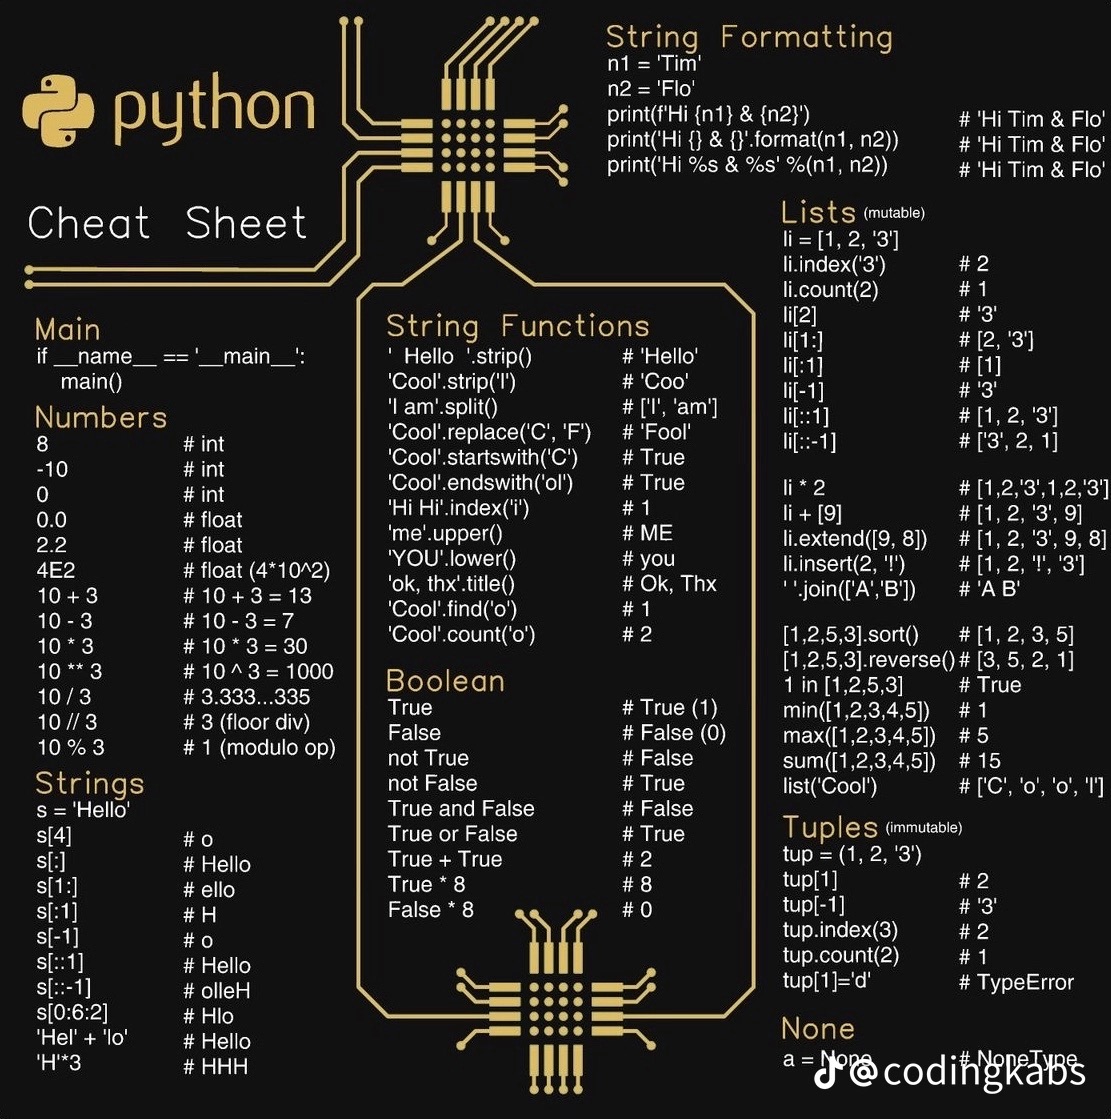 python
Cheat Sheet
String Formatting
n1 = 'Tim'
n2 = 'Flo'
print(f'Hi {n1} & {n2}') # 'Hi Tim & Flo'
print('Hi {} & {}'.format(n1, n2)) # 'Hi Tim & Flo'
print('Hi %s & %s' %(n1, n2)) # 'Hi Tim & Flo'
Main
if __name__ == '__main__':
main()
Numbers
8 # int
-10 # int
0 # int
0.0 # float
2.2 # float
4E2 # float (4*10^2)
10 + 3 # 10 + 3 = 13
10 - 3 # 10 - 3 = 7
10 * 3 # 10 * 3 = 30
10 ** 3 # 10 ^ 3 = 1000
10 / 3 # 3.333...335
10 // 3 # 3 (floor div)
10 % 3 # 1 (modulo op)
Strings
s = 'Hello'
s[4] # o
s[:] # Hello
s[1:] # ello
s[:1] # H
s[-1] # o
s[::1] # Hello
s[::-1] # olleH
s[0:6:2] # Hlo
'Hel' + 'lo' # Hello
'H'*3 # HHH
String Functions
'  Hello  '.strip() # 'Hello'
'Cool'.strip('l') # 'Coo'
'I am'.split() # ['I', 'am']
'Cool'.replace('C', 'F') # 'Fool'
'Cool'.startswith('C') # True
'Cool'.endswith('ol') # True
'Hi Hi'.index('i') # 1
'me'.upper() # ME
'YOU'.lower() # you
'ok, thx'.title() # Ok, Thx
'Cool'.find('o') # 1
'Cool'.count('o') # 2
Boolean
True # True (1)
False # False (0)
not True # False
not False # True
True and False # False
True or False # True
True + True # 2
True * 8 # 8
False * 8 # 0
Lists (mutable)
li = [1, 2, '3']
li.index('3') # 2
li.count(2) # 1
li[2] # '3'
li[1:] # [2, '3']
li[:1] # [1]
li[-1] # '3'
li[::1] # [1, 2, '3']
li[::-1] # ['3', 2, 1]
li * 2 # [1,2,'3',1,2,'3']
li + [9] # [1, 2, '3', 9]
li.extend([9, 8]) # [1, 2, '3', 9, 8]
li.insert(2, '!') # [1, 2, '!', '3']
' '.join(['A','B']) # 'A B'
[1,2,5,3].sort() # [1, 2, 3, 5]
[1,2,5,3].reverse() # [3, 5, 2, 1]
1 in [1,2,5,3] # True
min([1,2,3,4,5]) # 1
max([1,2,3,4,5]) # 5
sum([1,2,3,4,5]) # 15
list('Cool') # ['C', 'o', 'o', 'l']
Tuples (immutable)
tup = (1, 2, '3')
tup[1] # 2
tup[-1] # '3'
tup.index(3) # 2
tup.count(2) # 1
tup[1]='d' # TypeError
None
a = None # NoneType
@codingkabs